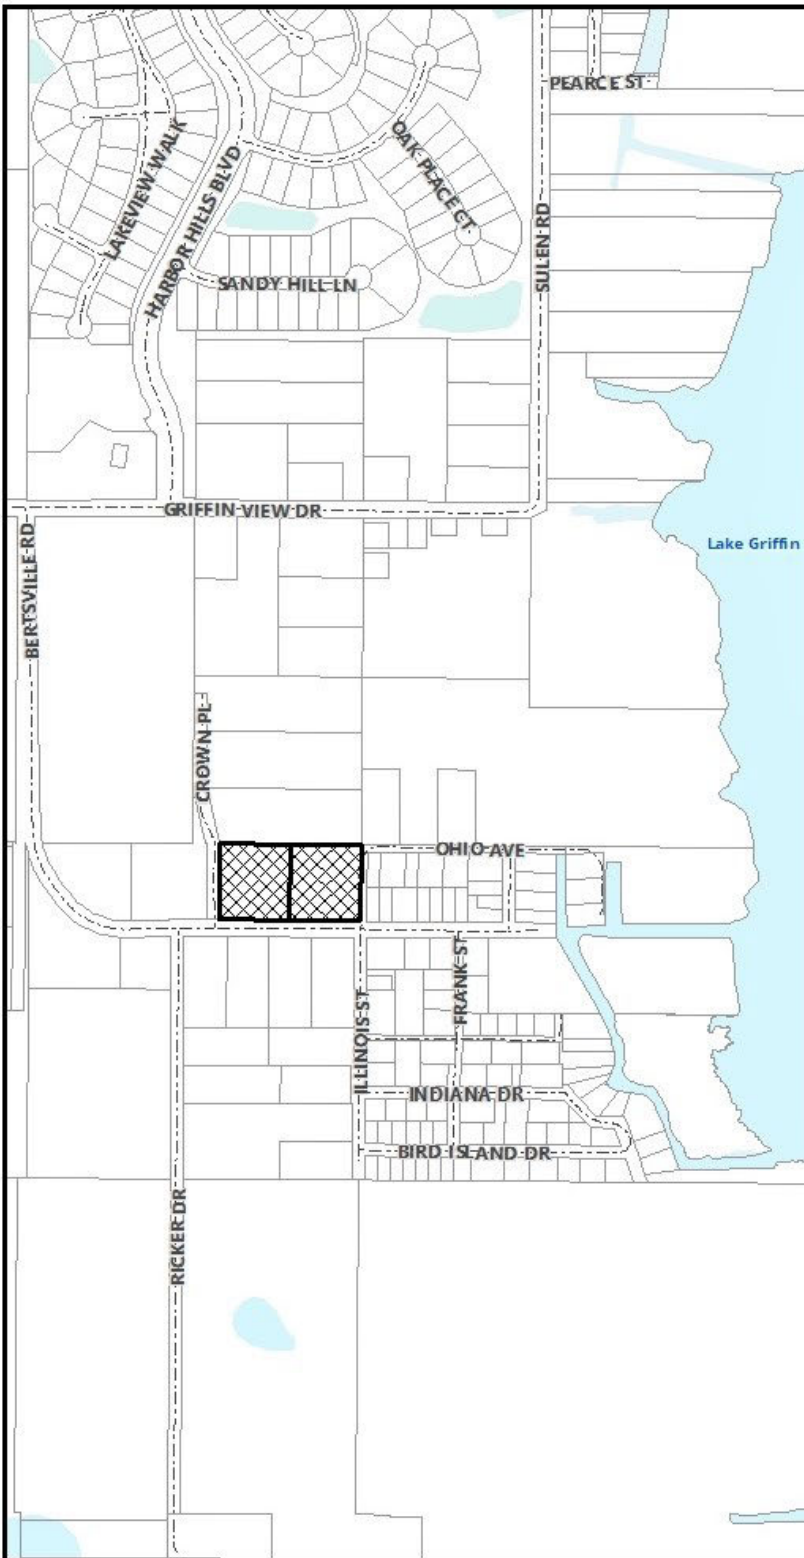 PEARCE ST
OAK PLACE CT
LAKEVIEW WALK
HARBOR HILLS BLVD
SULEN RD
SANDY HILL LN
GRIFFIN VIEW DR
Lake Griffin
BERTSVILLE RD
CROWN PL
OHIO AVE
FRANK ST
ILLINOIS ST
INDIANA DR
BIRD ISLAND DR
RICKER DR